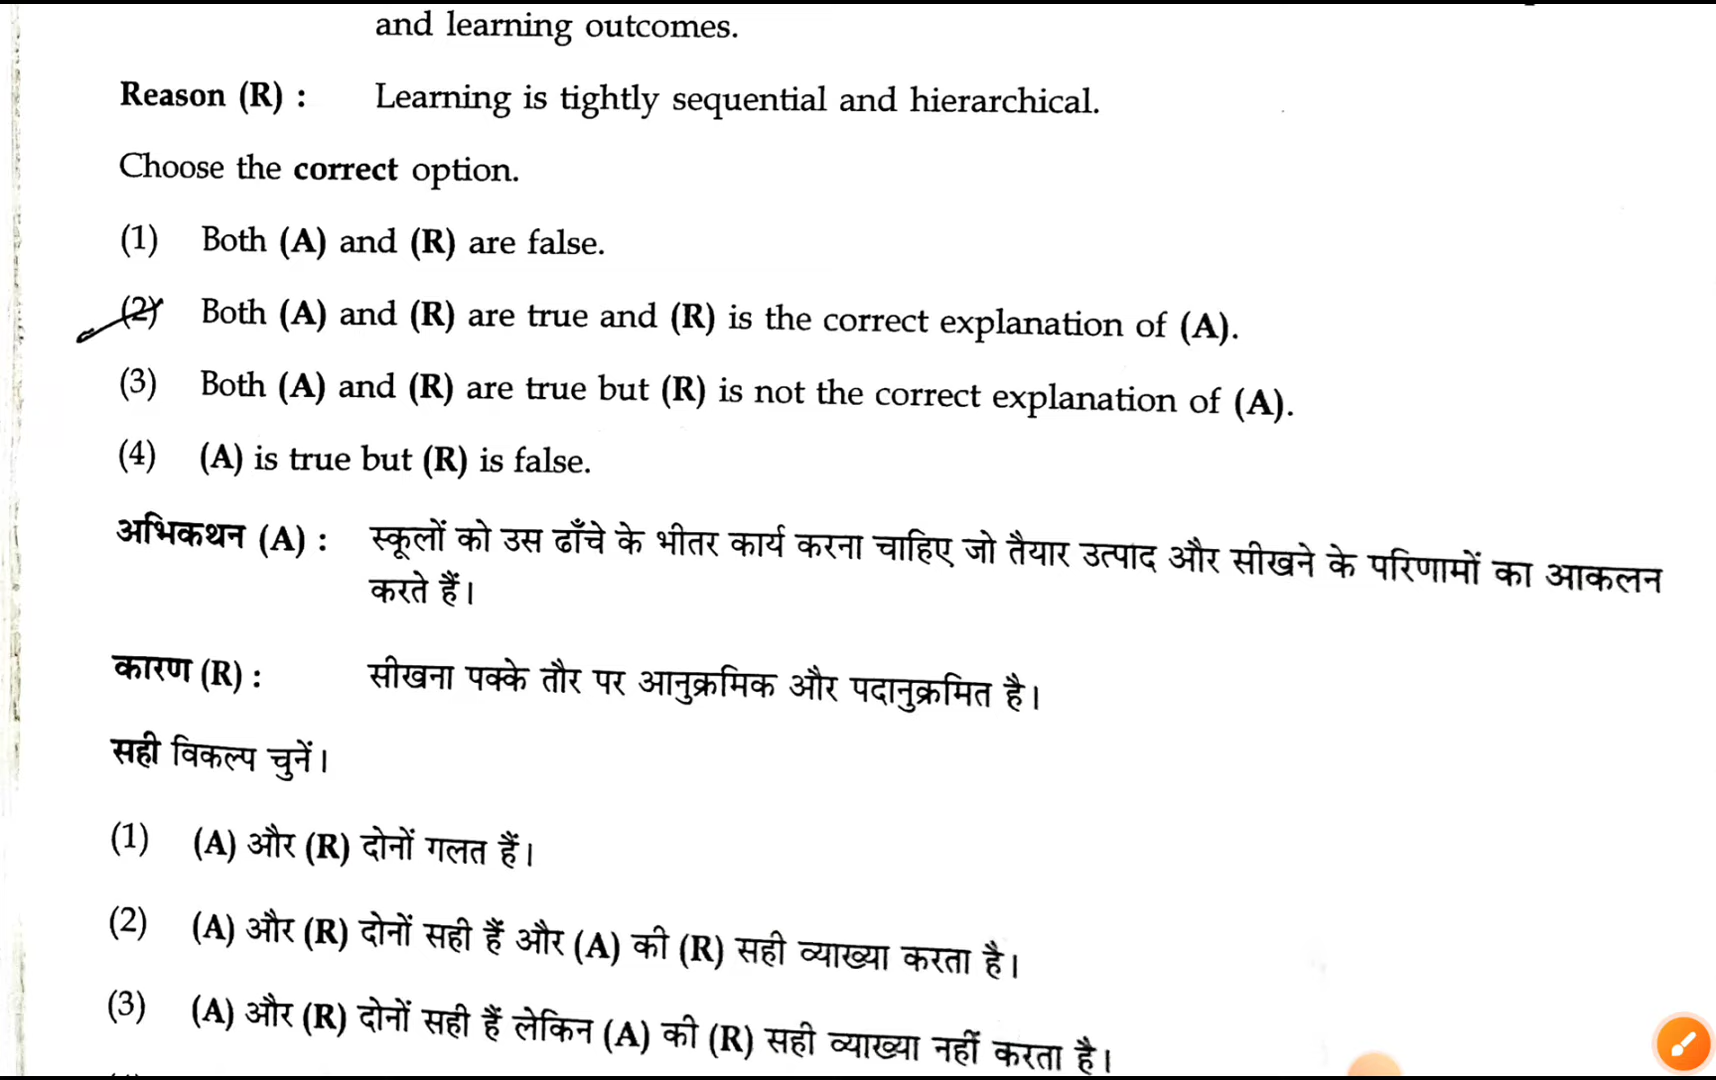 and learning outcomes.
Reason (R) : Learning is tightly sequential and hierarchical.
Choose the correct option.
(1) Both (A) and (R) are false.
(2) Both (A) and (R) are true and (R) is the correct explanation of (A).
(3) Both (A) and (R) are true but (R) is not the correct explanation of (A).
(4) (A) is true but (R) is false.
अभिकथन (A) : स्कूलों को उस ढाँचे के भीतर कार्य करना चाहिए जो तैयार उत्पाद और सीखने के परिणामों का आकलन
करते हैं।
कारण (R) : सीखना पक्के तौर पर आनुक्रमिक और पदानुक्रमित है।
सही विकल्प चुनें।
(1) (A) और (R) दोनों गलत हैं।
(2) (A) और (R) दोनों सही हैं और (A) की (R) सही व्याख्या करता है।
(3) (A) और (R) दोनों सही हैं लेकिन (A) की (R) सही व्याख्या नहीं करता है।